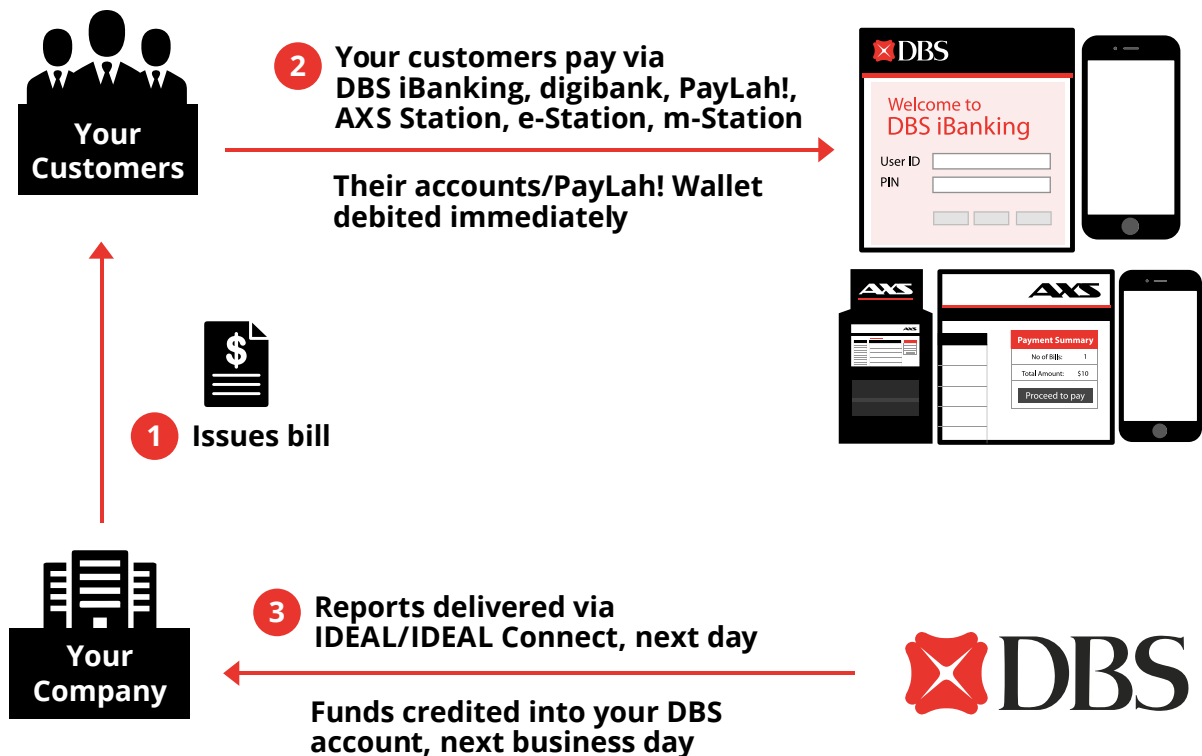 Your
Customers
2
Your customers pay via
DBS iBanking, digibank, PayLah!,
AXS Station, e-Station, m-Station
Their accounts/PayLah! Wallet
debited immediately
DBS
Welcome to
DBS iBanking
User ID
PIN
AXS
AXS
AXS
Payment Summary
No of Bills: 1
Total Amount: $10
Proceed to pay
$
1
Issues bill
Your
Company
3
Reports delivered via
IDEAL/IDEAL Connect, next day
Funds credited into your DBS
account, next business day
DBS